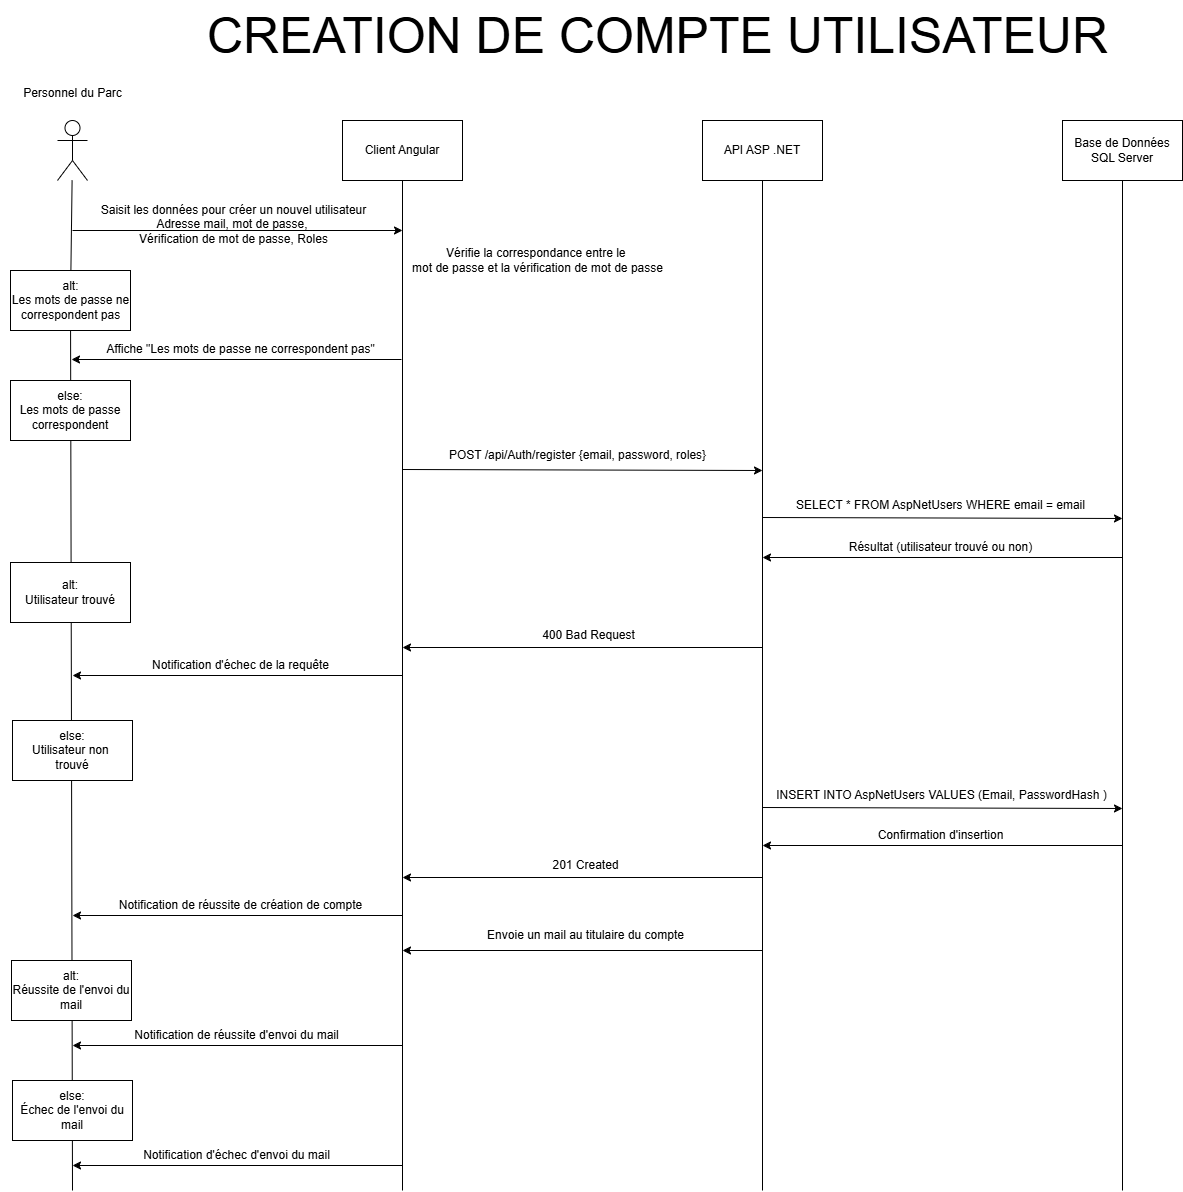 CREATION DE COMPTE UTILISATEUR
Personnel du Parc
Client Angular
API ASP .NET
Base de Données
SQL Server
Saisit les données pour créer un nouvel utilisateur
Adresse mail, mot de passe,
Vérification de mot de passe, Roles
Vérifie la correspondance entre le
mot de passe et la vérification de mot de passe
alt:
Les mots de passe ne
correspondent pas
Affiche "Les mots de passe ne correspondent pas"
else:
Les mots de passe
correspondent
POST /api/Auth/register {email, password, roles}
SELECT * FROM AspNetUsers WHERE email = email
Résultat (utilisateur trouvé ou non)
alt:
Utilisateur trouvé
400 Bad Request
Notification d'échec de la requête
else:
Utilisateur non
trouvé
INSERT INTO AspNetUsers VALUES (Email, PasswordHash )
Confirmation d'insertion
201 Created
Notification de réussite de création de compte
Envoie un mail au titulaire du compte
alt:
Réussite de l'envoi du
mail
Notification de réussite d'envoi du mail
else:
Échec de l'envoi du
mail
Notification d'échec d'envoi du mail